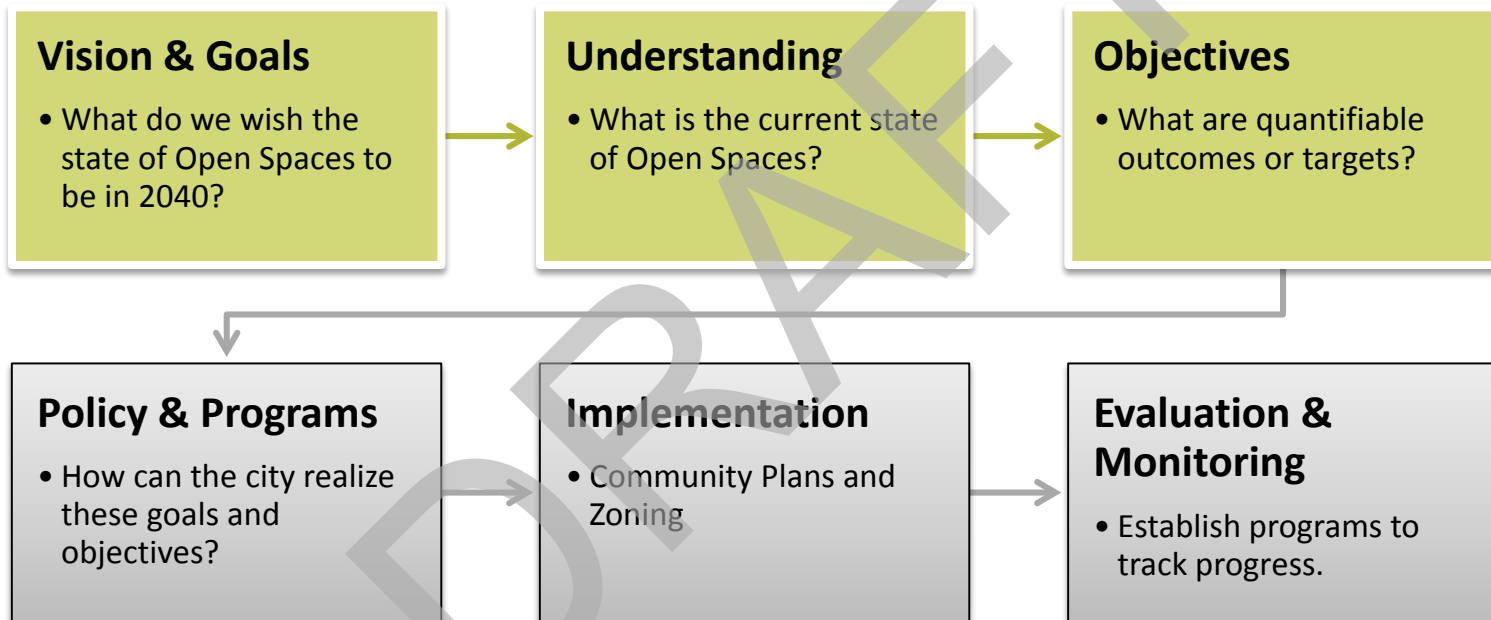 Vision & Goals
• What do we wish the
state of Open Spaces to
be in 2040?
Understanding
• What is the current state
of Open Spaces?
Objectives
• What are quantifiable
outcomes or targets?
Policy & Programs
• How can the city realize
these goals and
objectives?
Implementation
• Community Plans and
Zoning
Evaluation &
Monitoring
• Establish programs to
track progress.
DRAFT